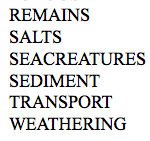 REMAINS
SALTS
SEACREATURES
SEDIMENT
TRANSPORT
WEATHERING